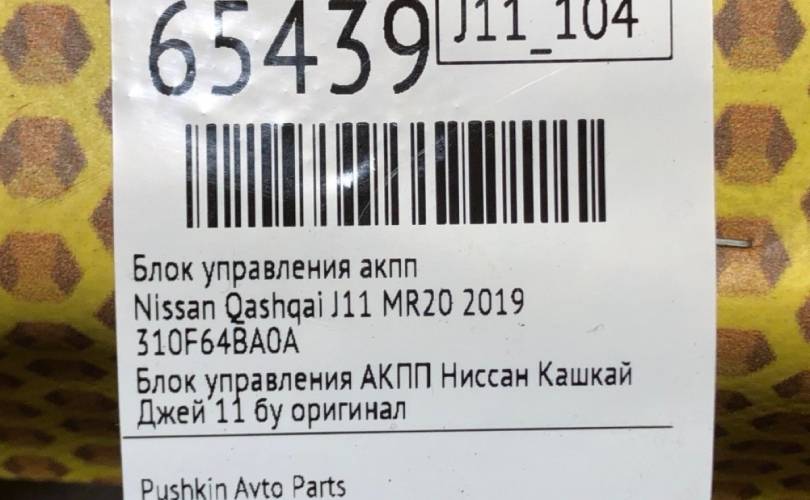 65439
J11_104
Блок управления акпп
Nissan Qashqai J11 MR20 2019
310F64BA0A
Блок управления АКПП Ниссан Кашкай
Джей 11 бу оригинал
Pushkin Avto Parts